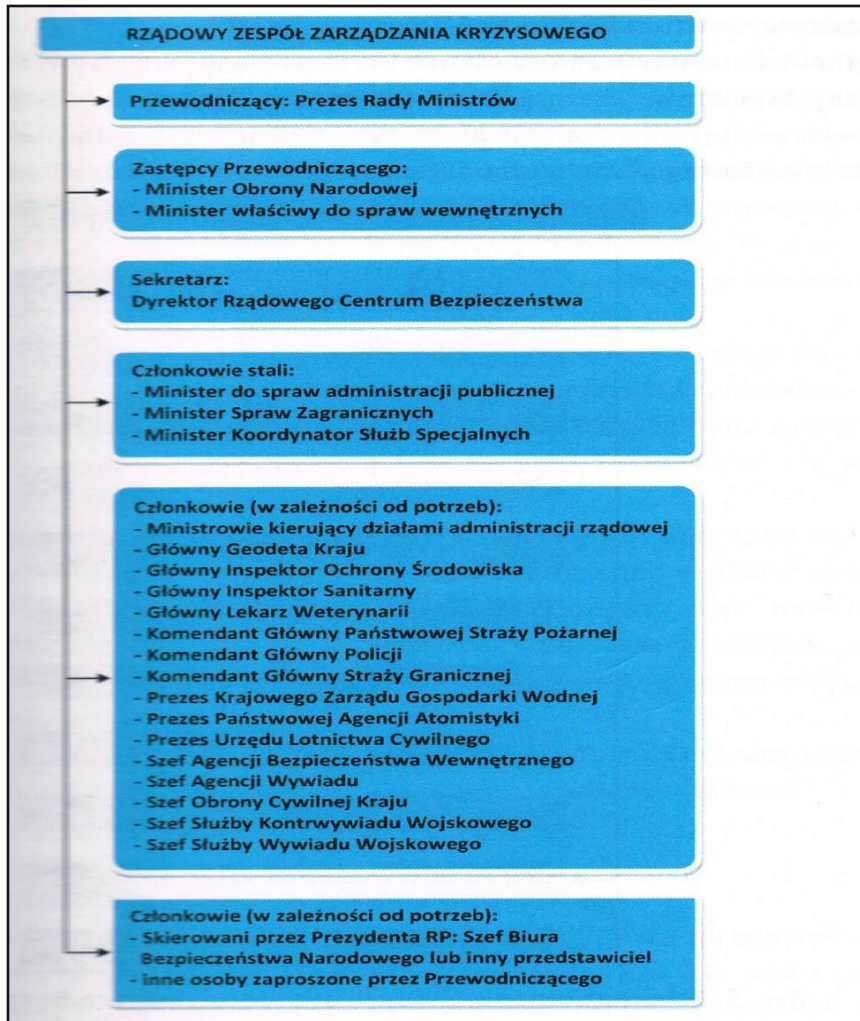 RZĄDOWY ZESPÓŁ ZARZĄDZANIA KRYZYSOWEGO
Przewodniczący: Prezes Rady Ministrów
Zastępcy Przewodniczącego:
- Minister Obrony Narodowej
- Minister właściwy do spraw wewnętrznych
Sekretarz:
Dyrektor Rządowego Centrum Bezpieczeństwa
Członkowie stali:
- Minister do spraw administracji publicznej
- Minister Spraw Zagranicznych
- Minister Koordynator Służb Specjalnych
Członkowie (w zależności od potrzeb):
- Ministrowie kierujący działami administracji rządowej
- Główny Geodeta Kraju
- Główny Inspektor Ochrony Środowiska
- Główny Inspektor Sanitarny
- Główny Lekarz Weterynarii
- Komendant Główny Państwowej Straży Pożarnej
- Komendant Główny Policji
- Komendant Główny Straży Granicznej
- Prezes Krajowego Zarządu Gospodarki Wodnej
- Prezes Państwowej Agencji Atomistyki
- Prezes Urzędu Lotnictwa Cywilnego
- Szef Agencji Bezpieczeństwa Wewnętrznego
- Szef Agencji Wywiadu
- Szef Obrony Cywilnej Kraju
- Szef Służby Kontrwywiadu Wojskowego
- Szef Służby Wywiadu Wojskowego
Członkowie (w zależności od potrzeb):
- Skierowani przez Prezydenta RP: Szef Biura
Bezpieczeństwa Narodowego lub inny przedstawiciel
- inne osoby zaproszone przez Przewodniczącego